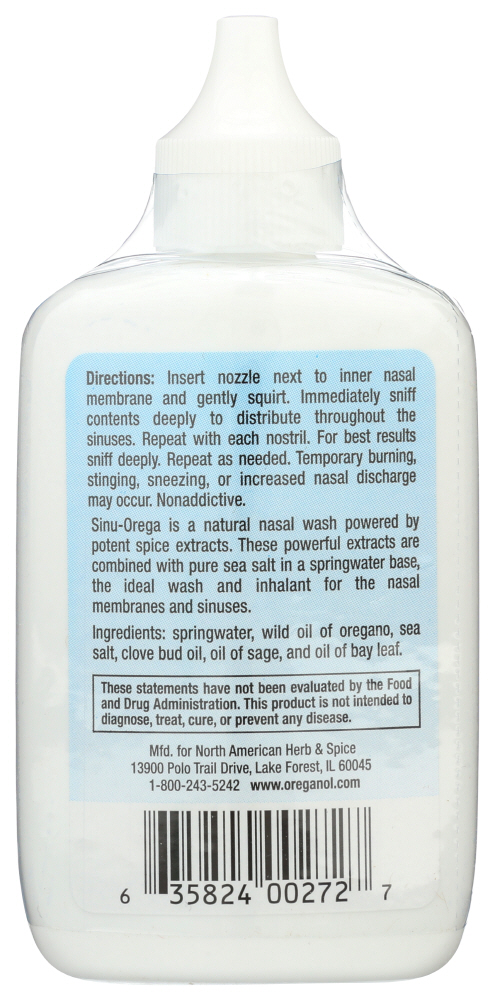 Directions: Insert nozzle next to inner nasal
membrane and gently squirt. Immediately sniff
contents deeply to distribute throughout the
sinuses. Repeat with each nostril. For best results
sniff deeply. Repeat as needed. Temporary burning,
stinging, sneezing, or increased nasal discharge
may occur. Nonaddictive.
Sinu-Orega is a natural nasal wash powered by
potent spice extracts. These powerful extracts are
combined with pure sea salt in a springwater base,
the ideal wash and inhalant for the nasal
membranes and sinuses.
Ingredients: springwater, wild oil of oregano, sea
salt, clove bud oil, oil of sage, and oil of bay leaf.
These statements have not been evaluated by the Food
and Drug Administration. This product is not intended to
diagnose, treat, cure, or prevent any disease.
Mfd. for North American Herb & Spice
13900 Polo Trail Drive, Lake Forest, IL 60045
1-800-243-5242 www.oreganol.com
6 35824 00272 7